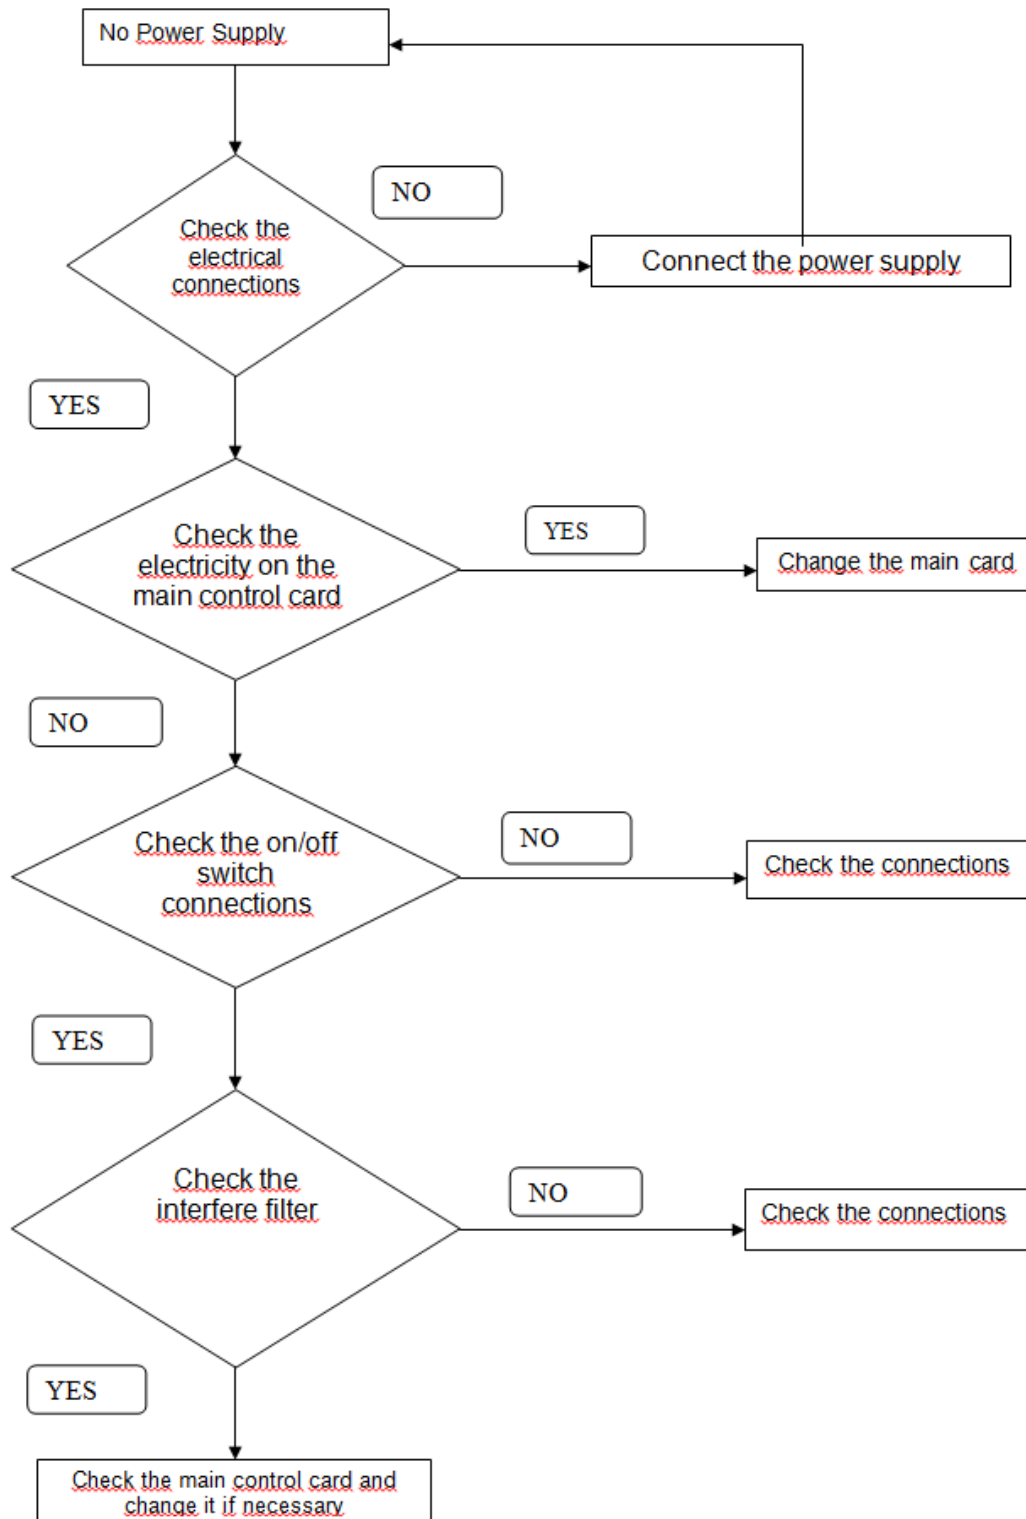 No Power Supply
NO
Check the
electrical
connections
Connect the power supply
YES
Check the
electricity on the
main control card
YES
Change the main card
NO
Check the on/off
switch
connections
NO
Check the connections
YES
Check the
interfere filter
NO
Check the connections
YES
Check the main control card and
change it if necessary